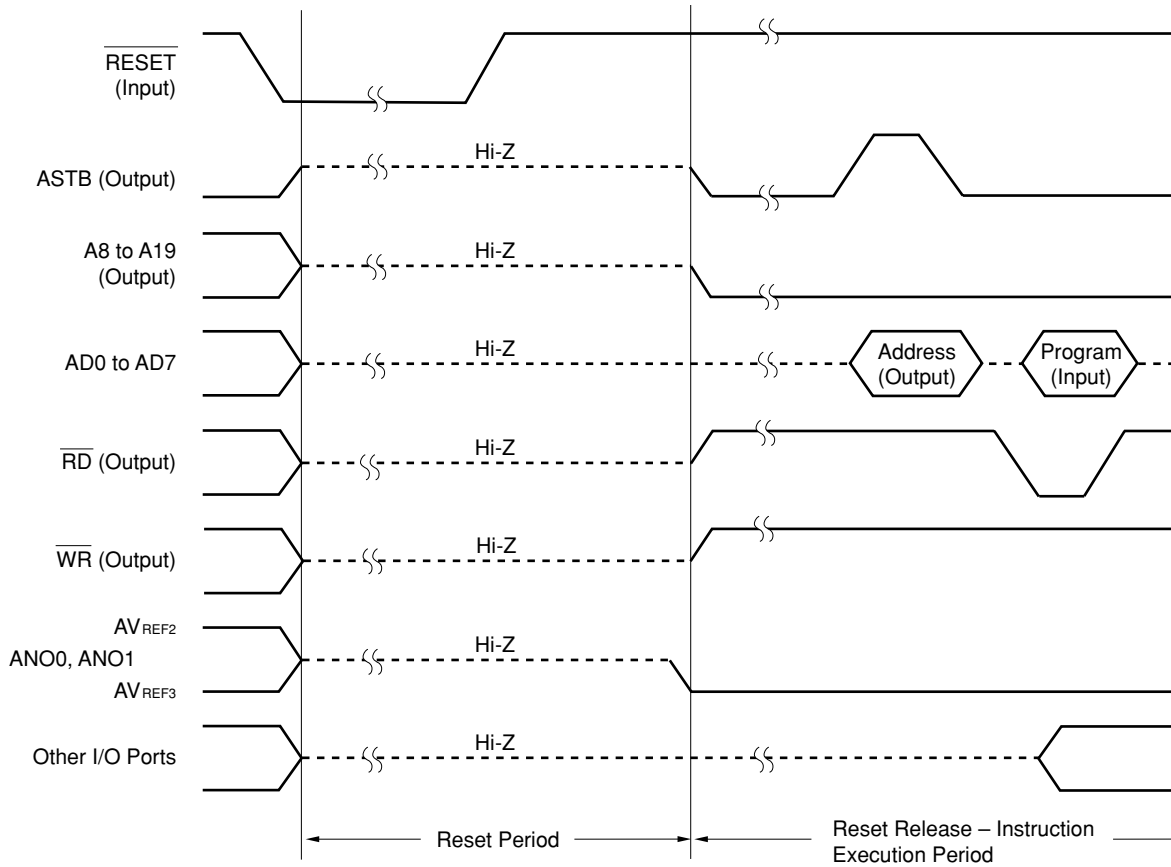 RESET
(Input)
Hi-Z
ASTB (Output)
Hi-Z
A8 to A19
(Output)
Hi-Z
AD0 to AD7
Address
(Output)
Program
(Input)
Hi-Z
RD (Output)
Hi-Z
WR (Output)
Hi-Z
AVREF2
ANO0, ANO1
AVREF3
Hi-Z
Other I/O Ports
Hi-Z
Reset Period
Reset Release – Instruction
Execution Period